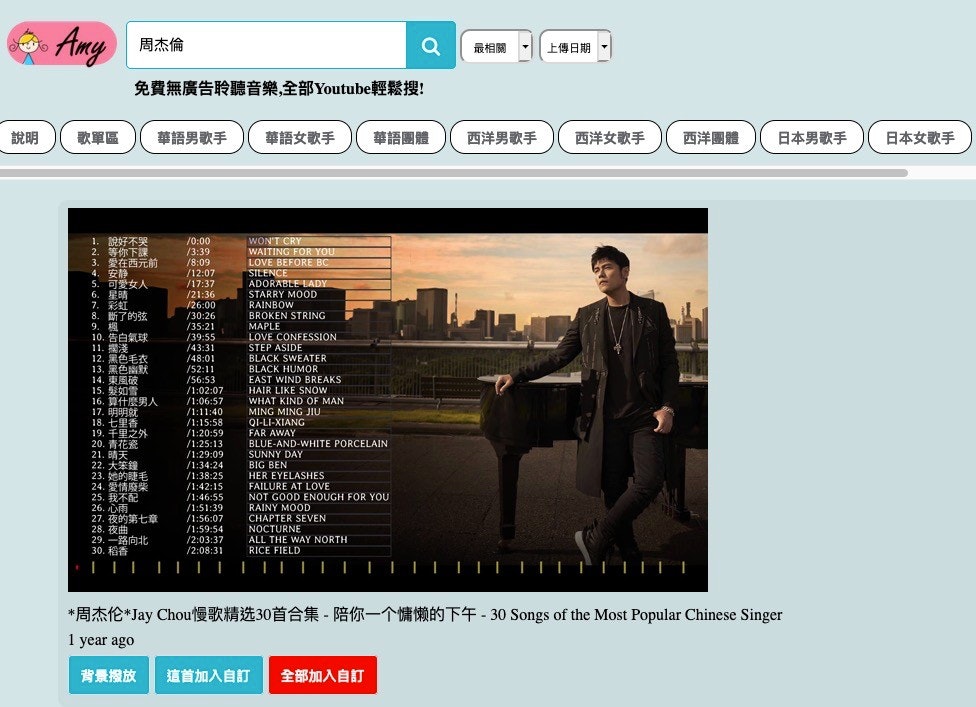 Amy
周杰倫
最相關
上傳日期
免費無廣告聆聽音樂,全部Youtube輕鬆搜!
說明 歌單區 華語男歌手 華語女歌手 華語團體 西洋男歌手 西洋女歌手 西洋團體 日本男歌手 日本女歌手
1. 說好不哭 /0:00 WON'T CRY
2. 等你下課 /3:39 WAITING FOR YOU
3. 愛在西元前 /8:09 LOVE BEFORE BC
4. 安靜 /12:07 SILENCE
5. 可愛女人 /17:37 ADORABLE LADY
6. 星晴 /21:36 STARRY MOOD
7. 彩虹 /26:00 RAINBOW
8. 斷了的弦 /30:26 BROKEN STRING
9. 楓 /35:21 MAPLE
10. 告白氣球 /39:55 LOVE CONFESSION
11. 擱淺 /43:31 STEP ASIDE
12. 黑色毛衣 /48:01 BLACK SWEATER
13. 黑色幽默 /52:11 BLACK HUMOR
14. 東風破 /56:53 EAST WIND BREAKS
15. 髮如雪 /1:02:07 HAIR LIKE SNOW
16. 算什麼男人 /1:06:57 WHAT KIND OF MAN
17. 明明就 /1:11:40 MING MING JIU
18. 七里香 /1:15:58 QI-LI-XIANG
19. 千里之外 /1:20:59 FAR AWAY
20. 青花瓷 /1:25:13 BLUE-AND-WHITE PORCELAIN
21. 晴天 /1:29:09 SUNNY DAY
22. 大笨鐘 /1:34:24 BIG BEN
23. 她的睫毛 /1:38:25 HER EYELASHES
24. 愛情廢柴 /1:42:15 FAILURE AT LOVE
25. 我不配 /1:46:55 NOT GOOD ENOUGH FOR YOU
26. 心雨 /1:51:39 RAINY MOOD
27. 夜的第七章 /1:56:07 CHAPTER SEVEN
28. 夜曲 /1:59:54 NOCTURNE
29. 一路向北 /2:03:37 ALL THE WAY NORTH
30. 稻香 /2:08:31 RICE FIELD
*周杰伦*Jay Chou慢歌精选30首合集 - 陪你一个慵懒的下午 - 30 Songs of the Most Popular Chinese Singer
1 year ago
背景撥放 這首加入自訂 全部加入自訂